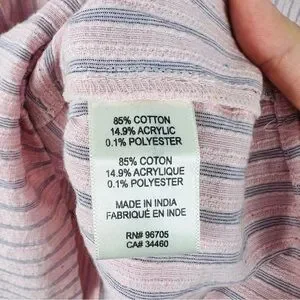 85% COTTON
14.9% ACRYLIC
0.1% POLYESTER
85% COTON
14.9% ACRYLIQUE
0.1% POLYESTER
MADE IN INDIA
FABRIQUÉ EN INDE
RN# 96705
CA# 34460